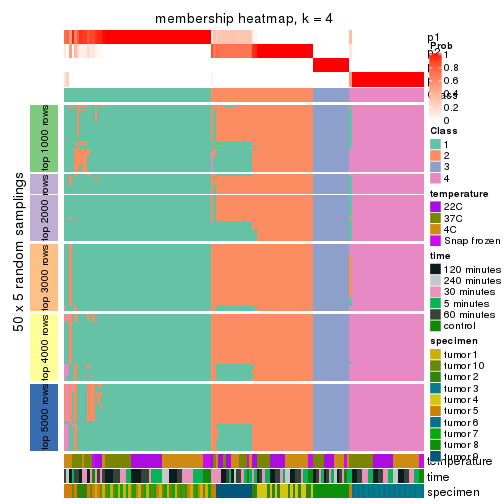 membership heatmap, k = 4
p1
p2
Prob
1
0.8
0.6
0.4
0.2
0
Class
1
2
3
4
temperature
22C
37C
4C
Snap frozen
time
120 minutes
240 minutes
30 minutes
5 minutes
60 minutes
control
specimen
tumor 1
tumor 10
tumor 2
tumor 3
tumor 4
tumor 5
tumor 6
tumor 7
tumor 8
tumor 9
50 x 5 random samplings
top 1000 rows
top 2000 rows
top 3000 rows
top 4000 rows
top 5000 rows
temperature
time
specimen